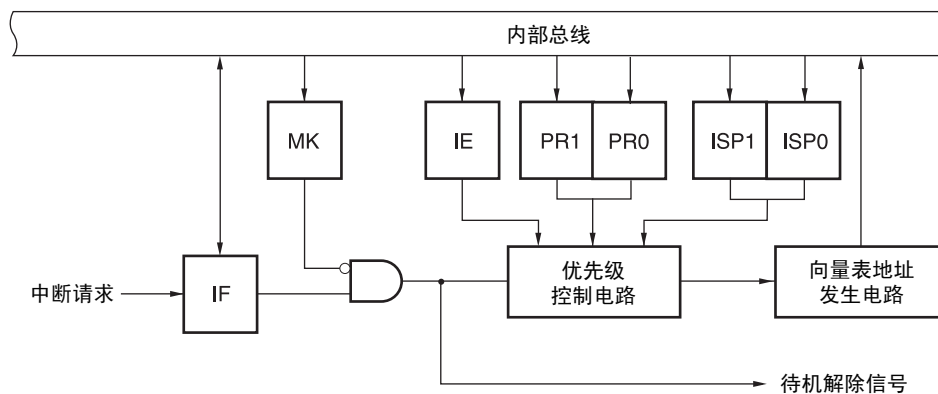 内部总线
MK
IE
PR1
PR0
ISP1
ISP0
中断请求
IF
优先级
控制电路
向量表地址
发生电路
待机解除信号